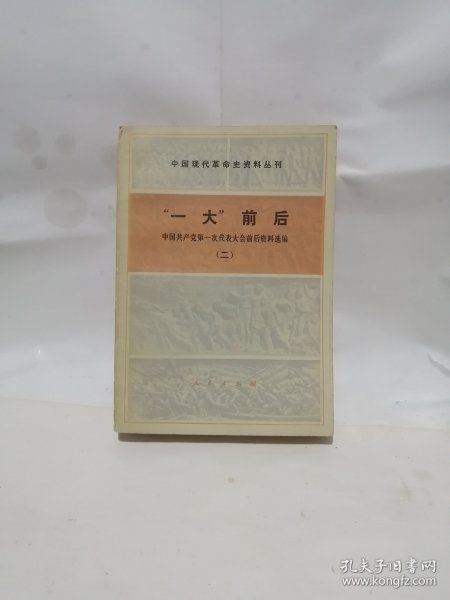 中国现代革命史资料丛刊
“一大”前后
中国共产党第一次代表大会前后资料选编
（二）
人民出版社
孔夫子旧书网
www.kongfz.com